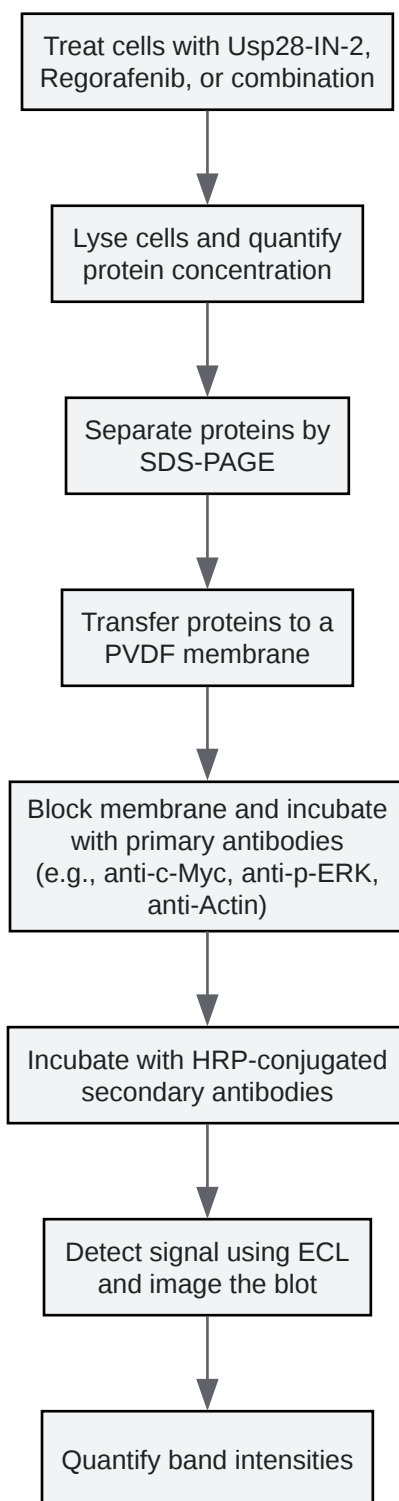 Treat cells with Usp28-IN-2,
Regorafenib, or combination
Lyse cells and quantify
protein concentration
Separate proteins by
SDS-PAGE
Transfer proteins to a
PVDF membrane
Block membrane and incubate
with primary antibodies
(e.g., anti-c-Myc, anti-p-ERK,
anti-Actin)
Incubate with HRP-conjugated
secondary antibodies
Detect signal using ECL
and image the blot
Quantify band intensities